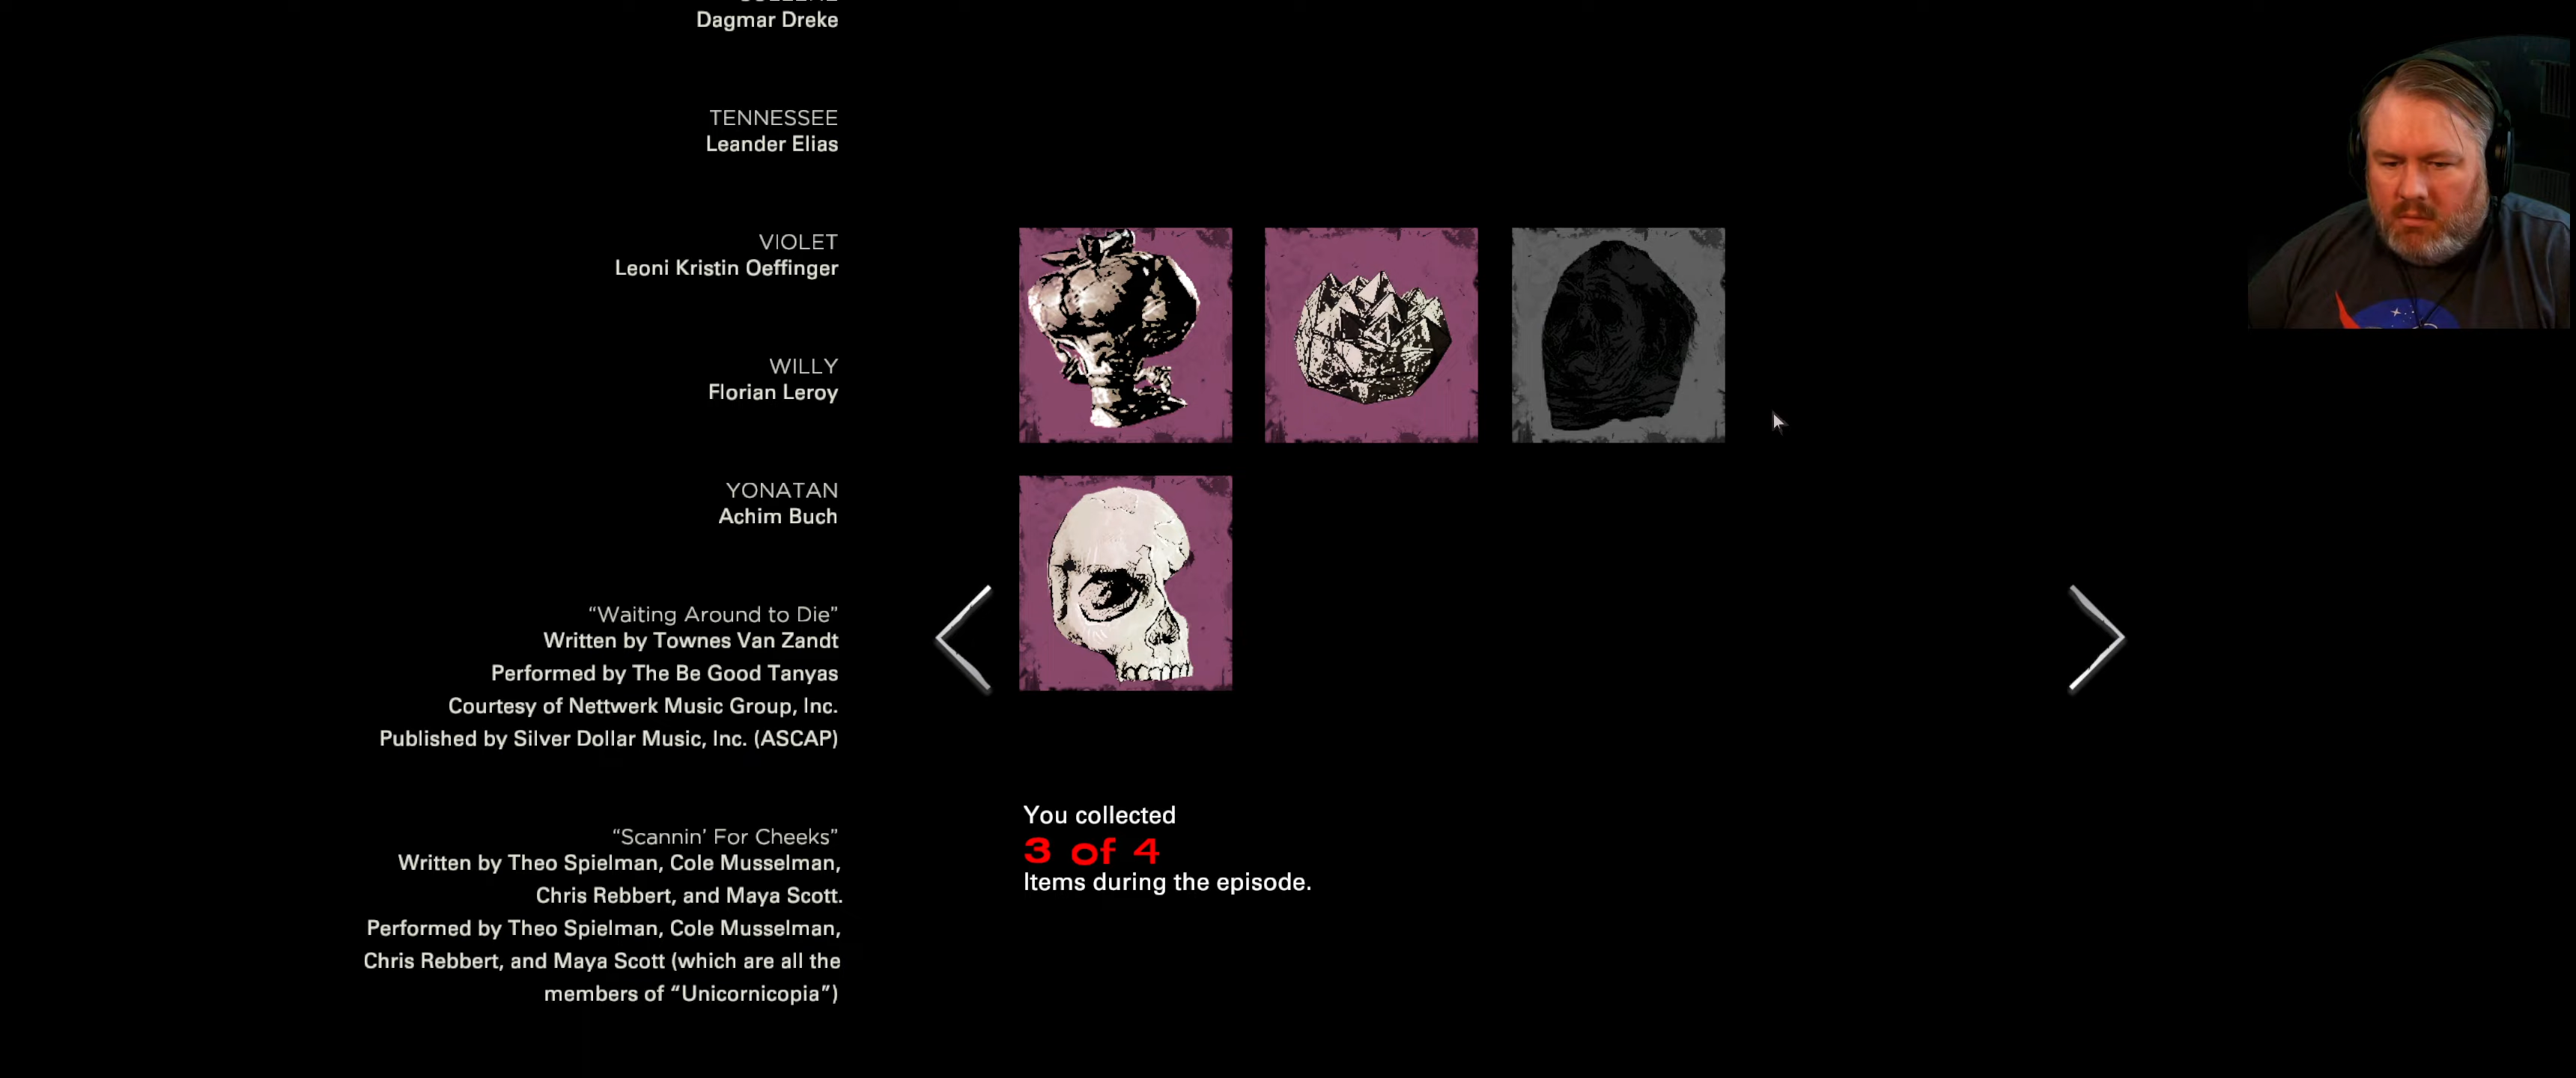 Dagmar Dreke
TENNESSEE
Leander Elias
VIOLET
Leoni Kristin Oeffinger
WILLY
Florian Leroy
YONATAN
Achim Buch
“Waiting Around to Die”
Written by Townes Van Zandt
Performed by The Be Good Tanyas
Courtesy of Nettwerk Music Group, Inc.
Published by Silver Dollar Music, Inc. (ASCAP)
“Scannin’ For Cheeks”
Written by Theo Spielman, Cole Musselman,
Chris Rebbert, and Maya Scott.
Performed by Theo Spielman, Cole Musselman,
Chris Rebbert, and Maya Scott (which are all the
members of “Unicornicopia”)
You collected
3 of 4
Items during the episode.